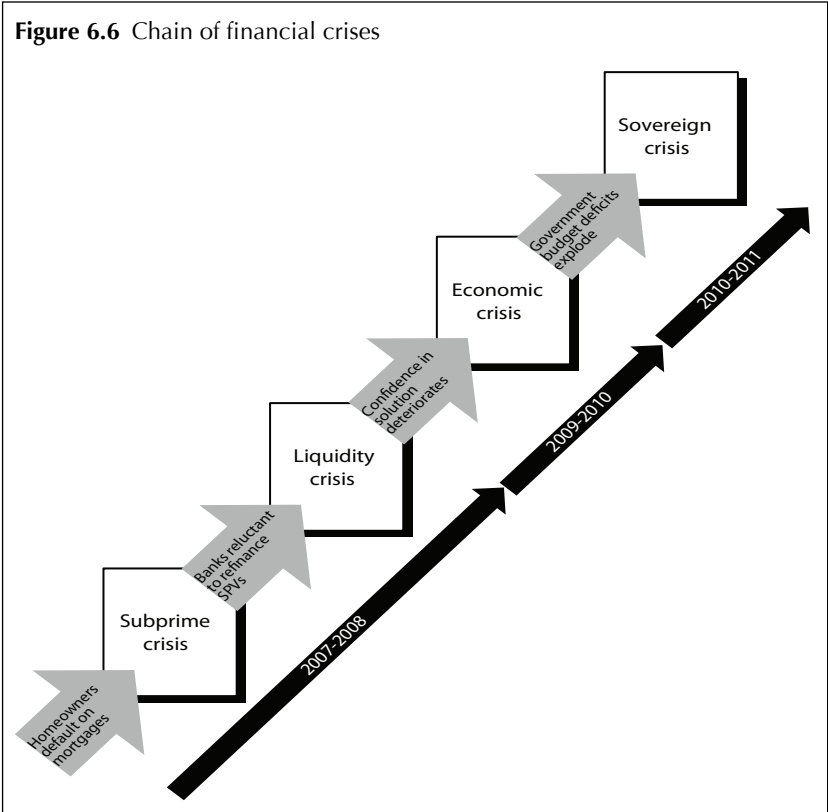 Figure 6.6 Chain of financial crises
Sovereign
crisis
Government
budget deficits
explode
2010-2011
Economic
crisis
Confidence in
solution
deteriorates
2009-2010
Liquidity
crisis
Banks reluctant
to refinance
SPVs
2007-2008
Subprime
crisis
Homeowners
default on
mortgages